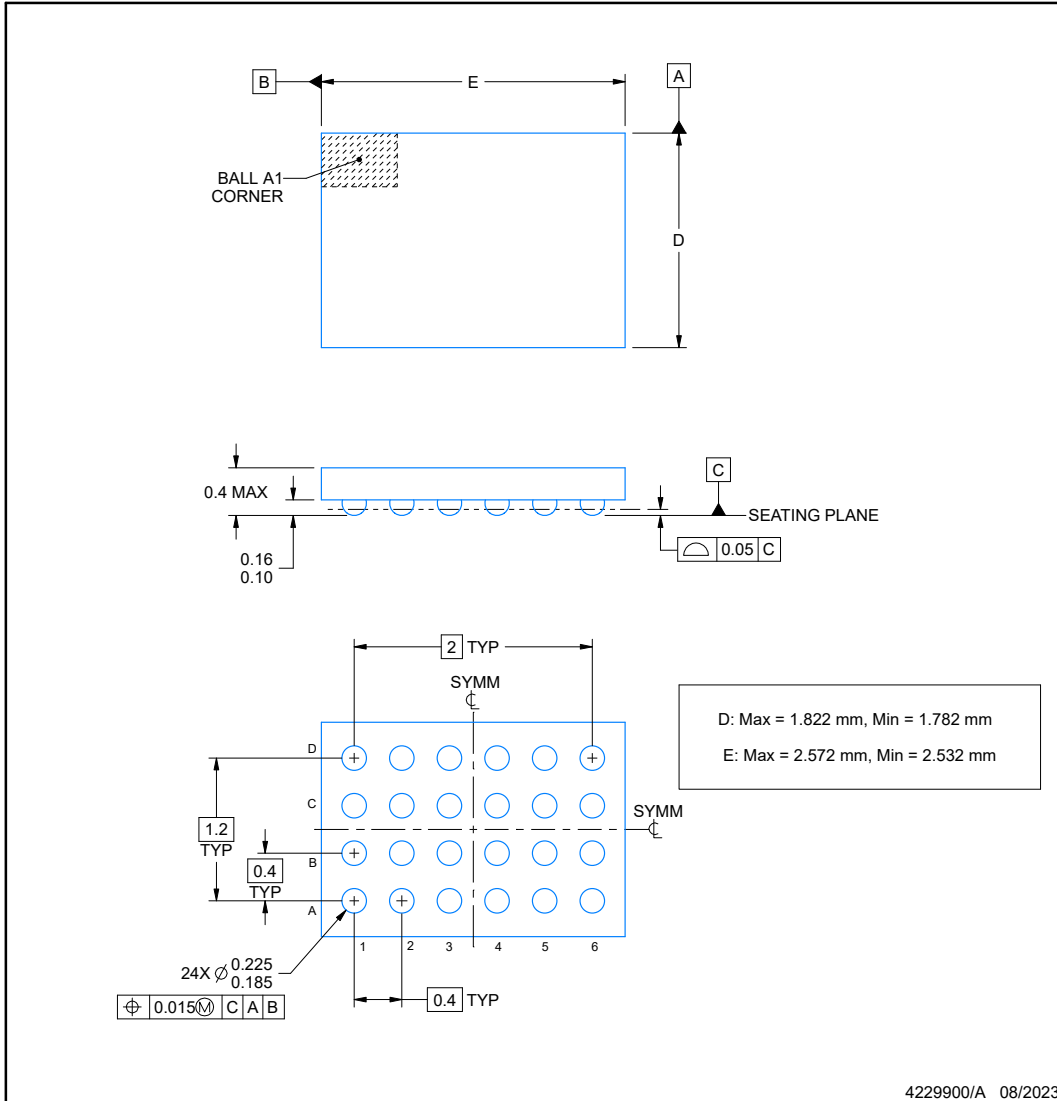 B
E
A
BALL A1
CORNER
D
0.4 MAX
C
SEATING PLANE
0.05 C
0.16
0.10
2 TYP
SYMM
D: Max = 1.822 mm, Min = 1.782 mm
E: Max = 2.572 mm, Min = 2.532 mm
D
C
SYMM
1.2
TYP
B
0.4
TYP
A
1 2 3 4 5 6
24X ⌀ 0.225
0.185
⌖ 0.015Ⓜ C A B
0.4 TYP
4229900/A 08/2023